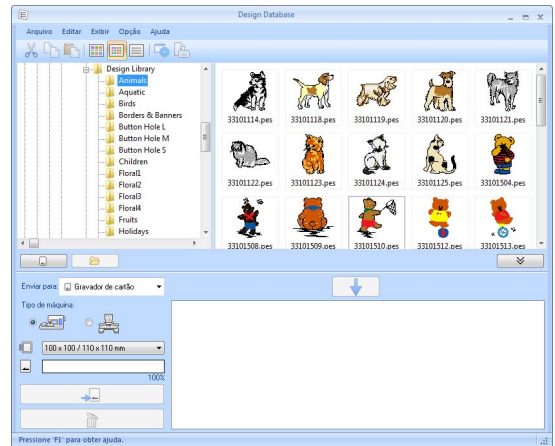 Design Database
Arquivo Editar Exibir Opção Ajuda
Design Library
Animals
Aquatic
Birds
Borders & Banners
Button Hole L
Button Hole M
Button Hole S
Children
Floral1
Floral2
Floral3
Floral4
Fruits
Holidays
33101114.pes 33101118.pes 33101119.pes 33101120.pes 33101121.pes
33101122.pes 33101123.pes 33101124.pes 33101125.pes 33101504.pes
33101508.pes 33101509.pes 33101510.pes 33101512.pes 33101513.pes
Enviar para: Gravador de cartão
Tipo de máquina:
100 x 100 / 110 x 110 mm
100%
Pressione 'F1' para obter ajuda.